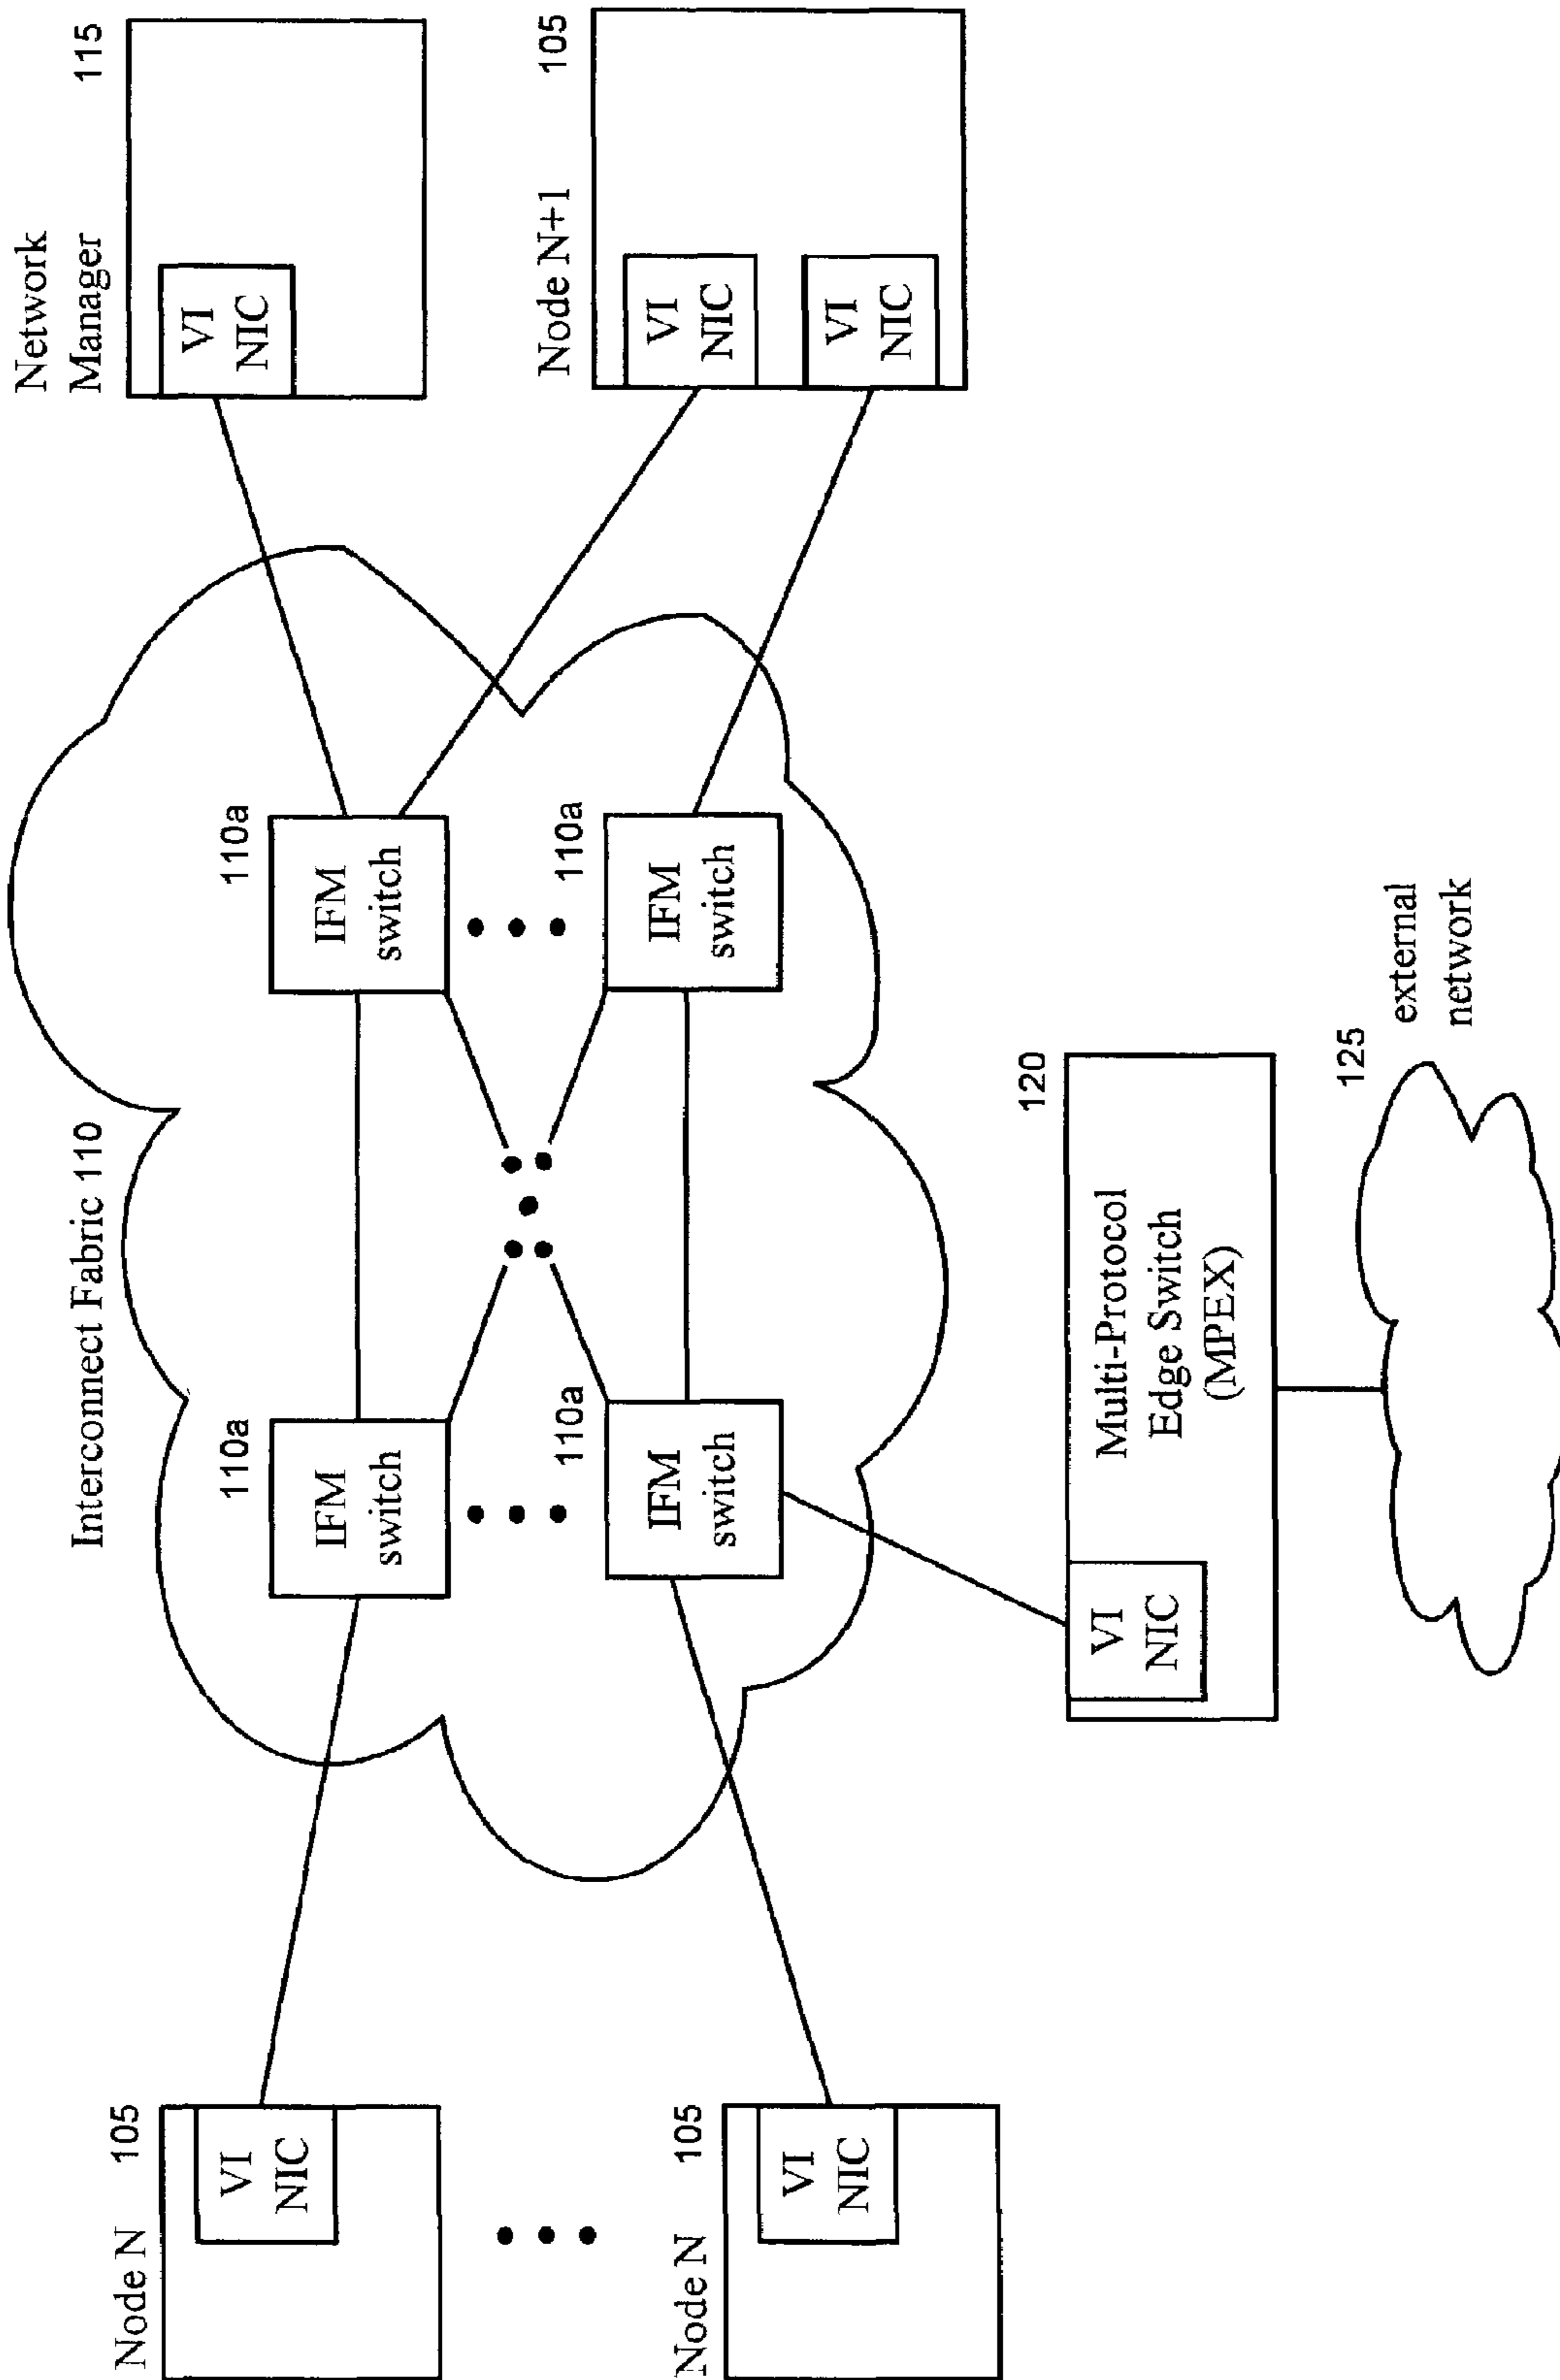 Network
Manager 115
VI
NIC
Node N+1 105
VI
NIC
VI
NIC
Interconnect Fabric 110
110a
IFM
switch
110a
IFM
switch
110a
IFM
switch
110a
IFM
switch
Node N 105
VI
NIC
Node N 105
VI
NIC
120
Multi-Protocol
Edge Switch
(MPEX)
VI
NIC
125
external
network